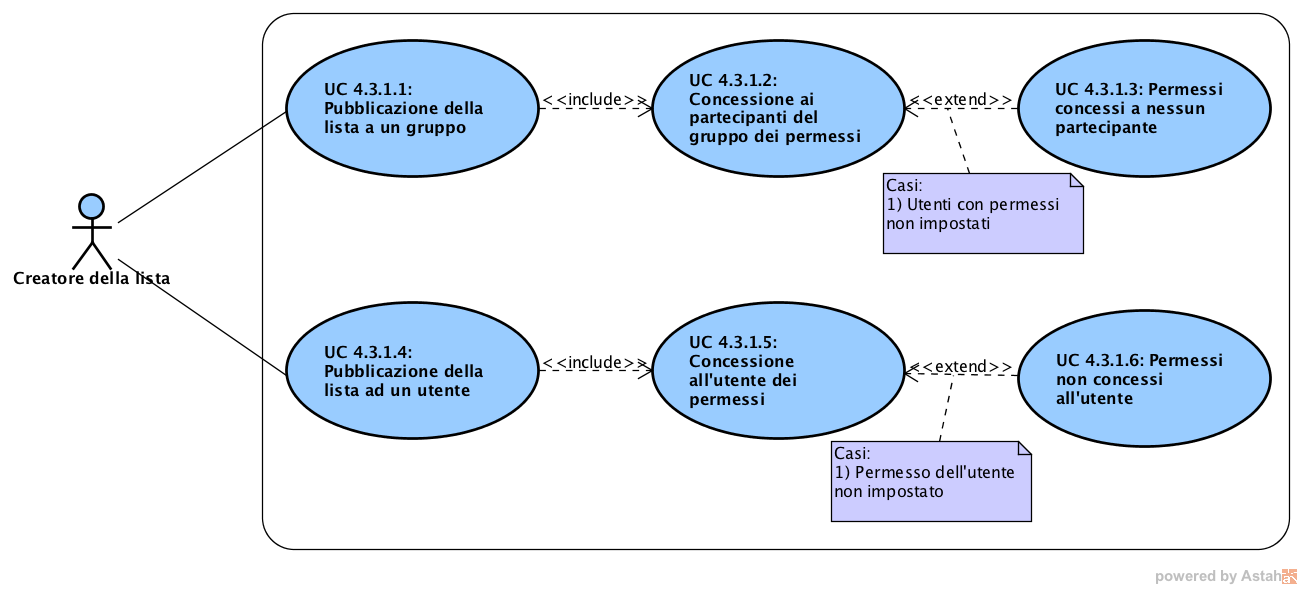 UC 4.3.1.1:
Pubblicazione della
lista a un gruppo
<<include>>
UC 4.3.1.2:
Concessione ai
partecipanti del
gruppo dei permessi
<<extend>>
UC 4.3.1.3: Permessi
concessi a nessun
partecipante
Casi:
1) Utenti con permessi
non impostati
Creatore della lista
UC 4.3.1.4:
Pubblicazione della
lista ad un utente
<<include>>
UC 4.3.1.5:
Concessione
all'utente dei
permessi
<<extend>>
UC 4.3.1.6: Permessi
non concessi
all'utente
Casi:
1) Permesso dell'utente
non impostato
powered by Astah